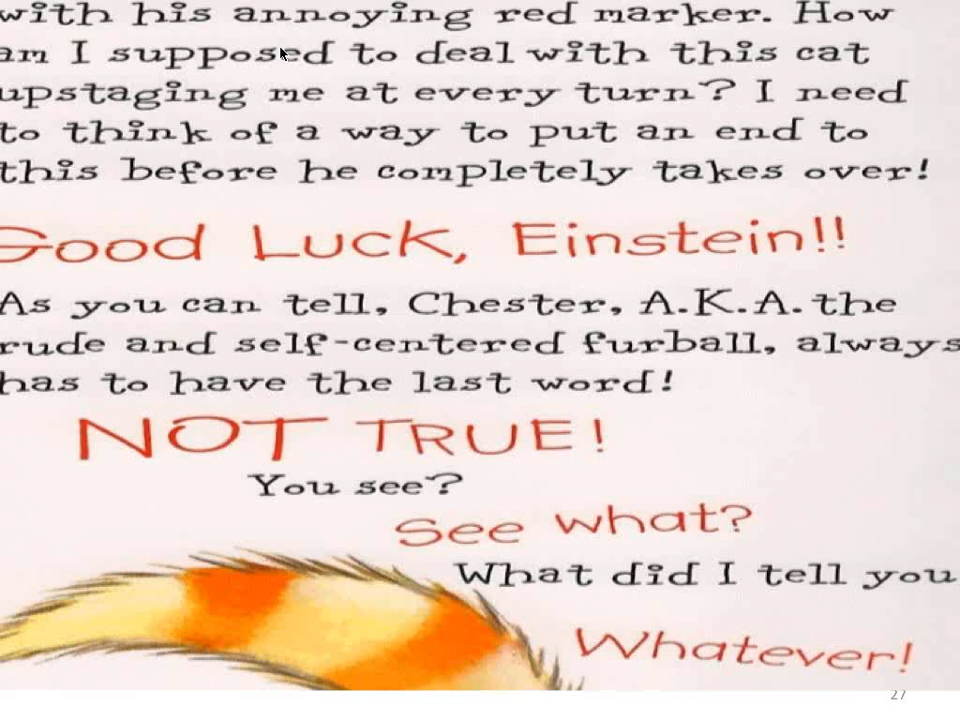 with his annoying red marker. How
am I supposed to deal with this cat
upstaging me at every turn? I need
to think of a way to put an end to
this before he completely takes over!
Good Luck, Einstein!!
As you can tell, Chester, A.K.A. the
rude and self-centered furball, always
has to have the last word!
NOT TRUE!
You see?
See what?
What did I tell you
Whatever!
27